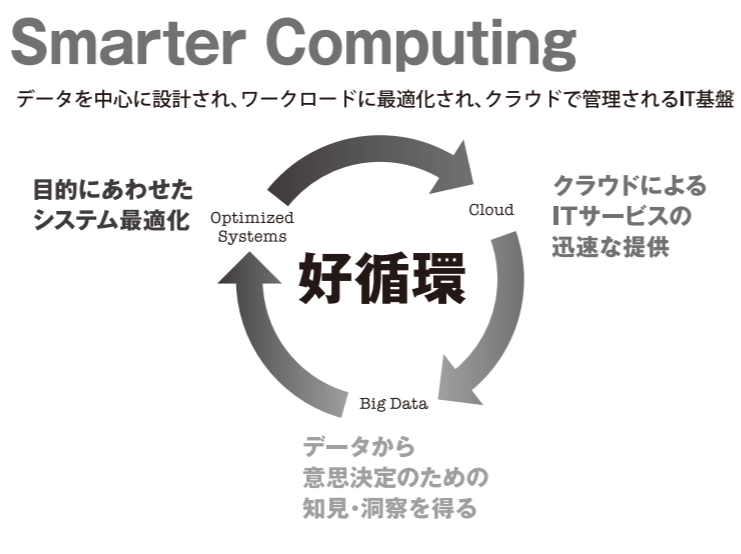 Smarter Computing
データを中心に設計され、ワークロードに最適化され、クラウドで管理されるIT基盤
目的にあわせた
システム最適化
Optimized
Systems
Cloud
クラウドによる
ITサービスの
迅速な提供
好循環
Big Data
データから
意思決定のための
知見・洞察を得る